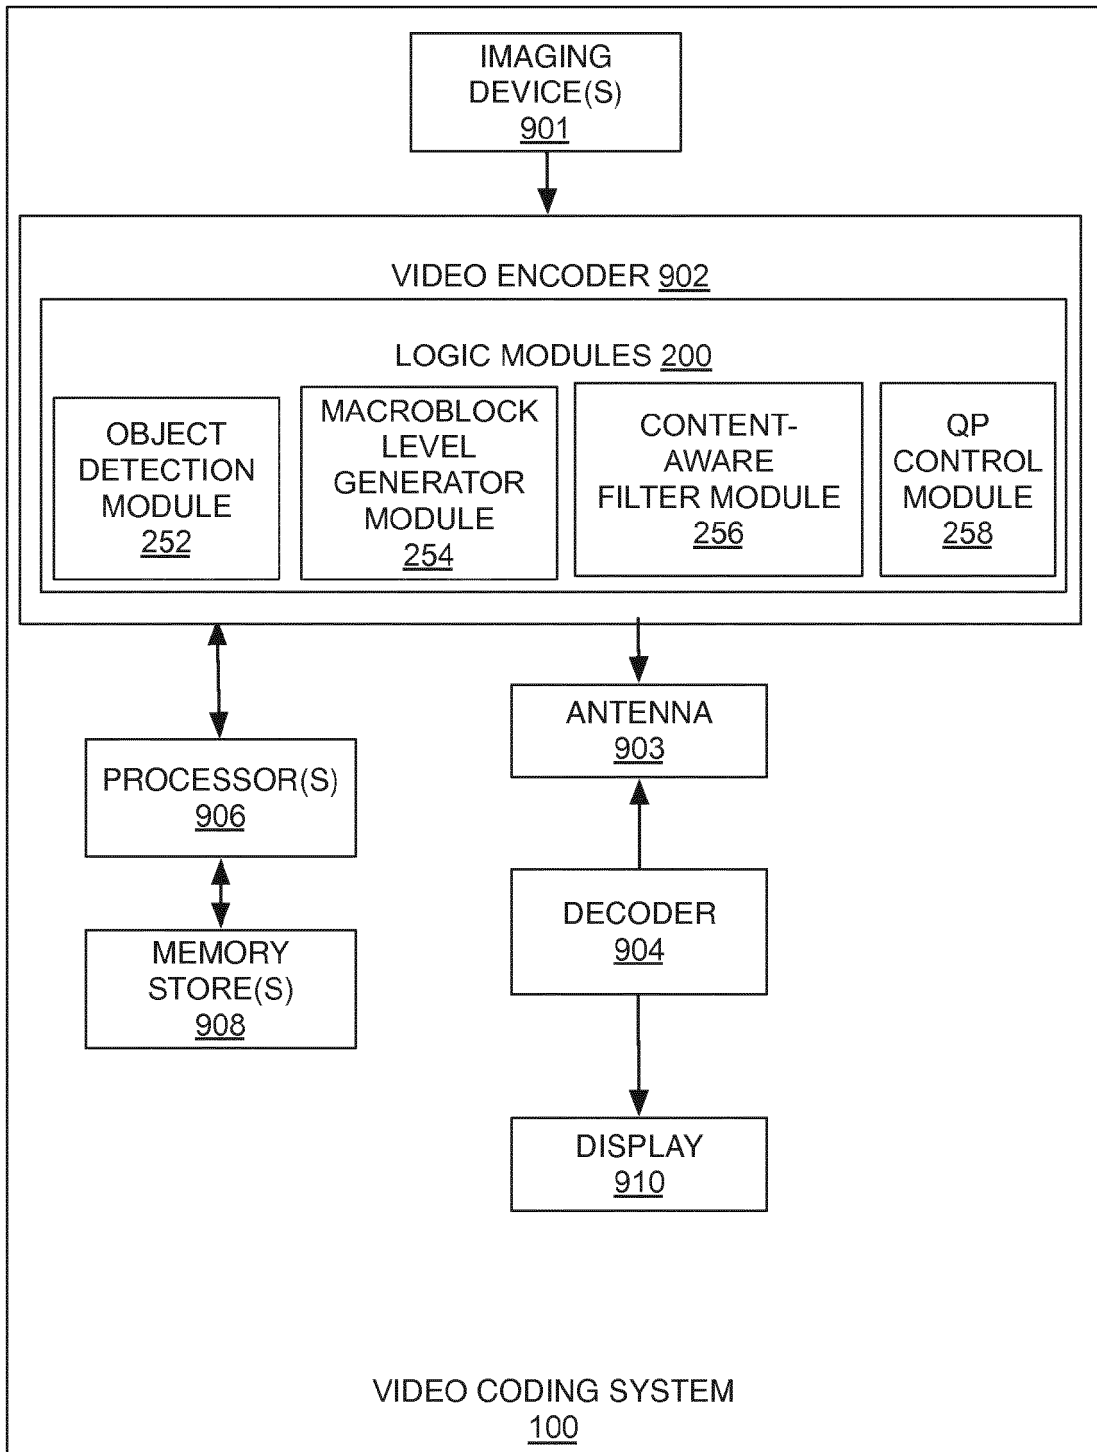 IMAGING
DEVICE(S)
901
VIDEO ENCODER 902
LOGIC MODULES 200
OBJECT
DETECTION
MODULE
252
MACROBLOCK
LEVEL
GENERATOR
MODULE
254
CONTENT-
AWARE
FILTER MODULE
256
QP
CONTROL
MODULE
258
ANTENNA
903
PROCESSOR(S)
906
DECODER
904
MEMORY
STORE(S)
908
DISPLAY
910
VIDEO CODING SYSTEM
100